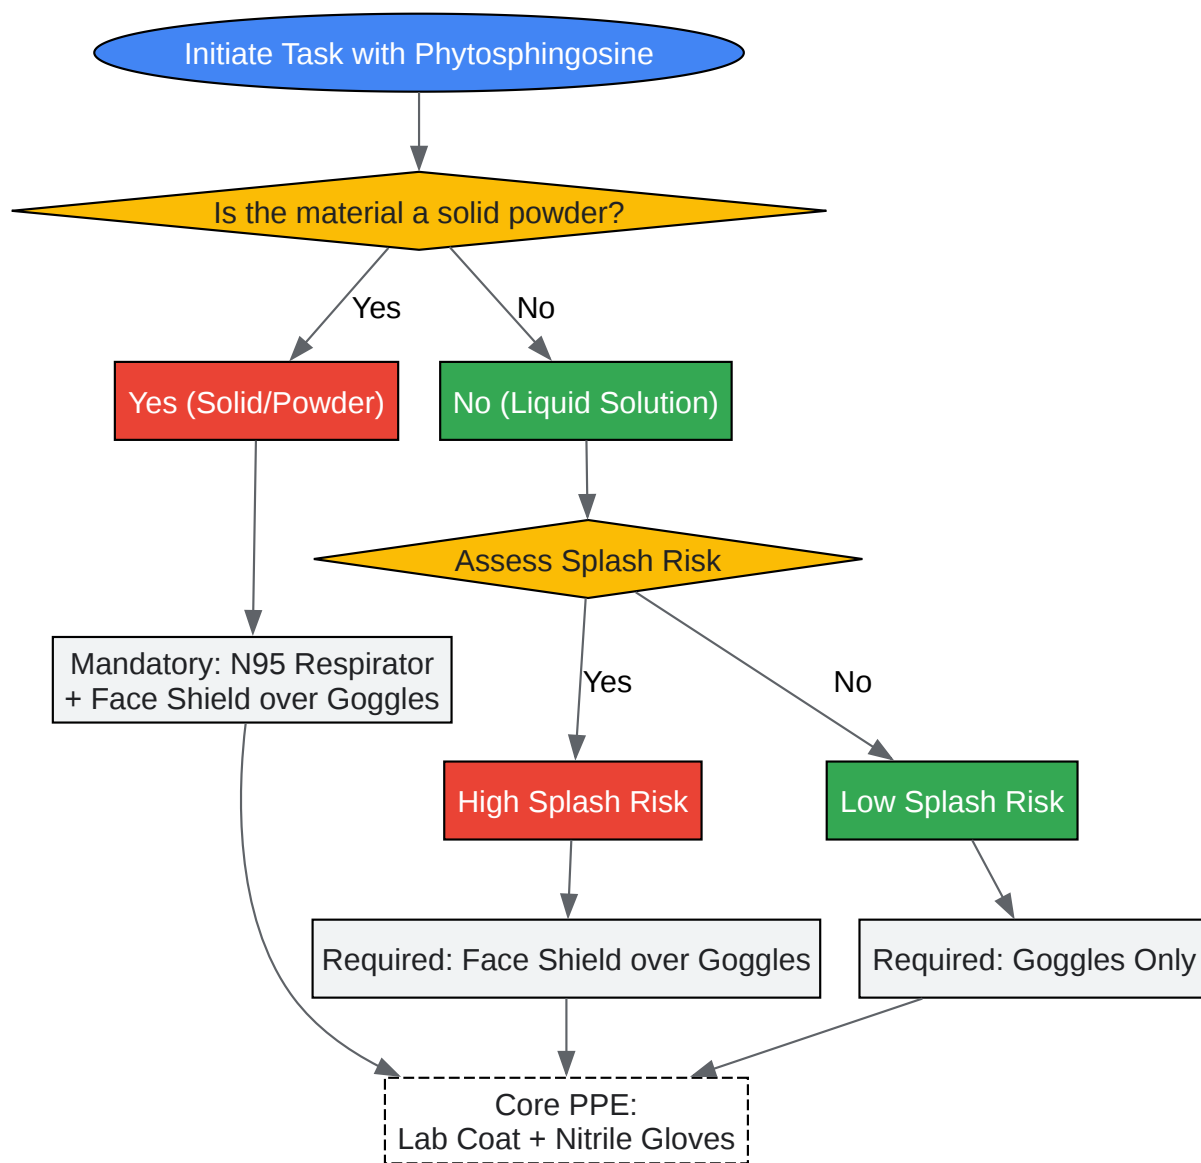 Initiate Task with Phytosphingosine
Is the material a solid powder?
Yes
No
Yes (Solid/Powder)
No (Liquid Solution)
Assess Splash Risk
Mandatory: N95 Respirator
+ Face Shield over Goggles
Yes
No
High Splash Risk
Low Splash Risk
Required: Face Shield over Goggles
Required: Goggles Only
Core PPE:
Lab Coat + Nitrile Gloves